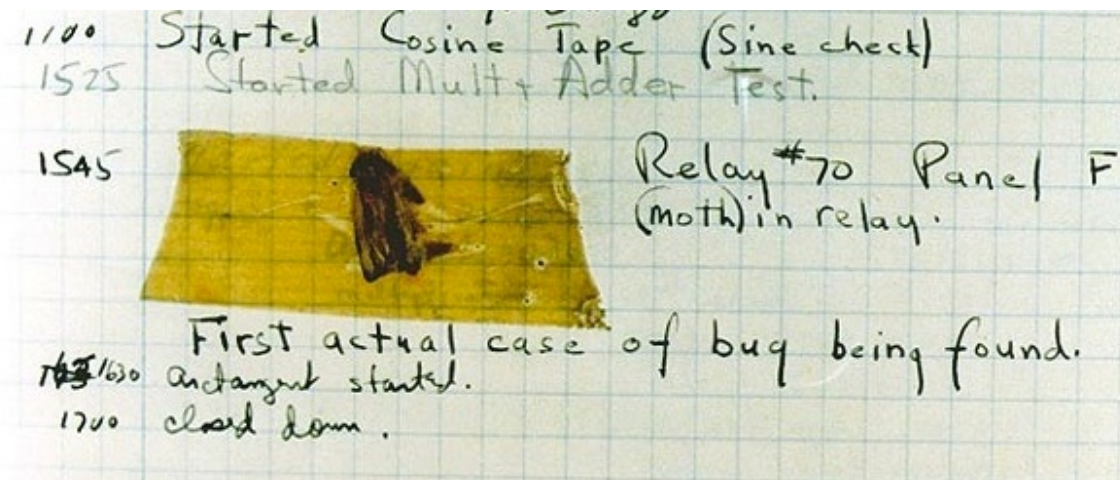 1100 Started Cosine Tape (Sine check)
1525 Started Mult + Adder Test.
1545 Relay #70 Panel F
(moth) in relay.
First actual case of bug being found.
1630 arctangent started.
1700 closed down.